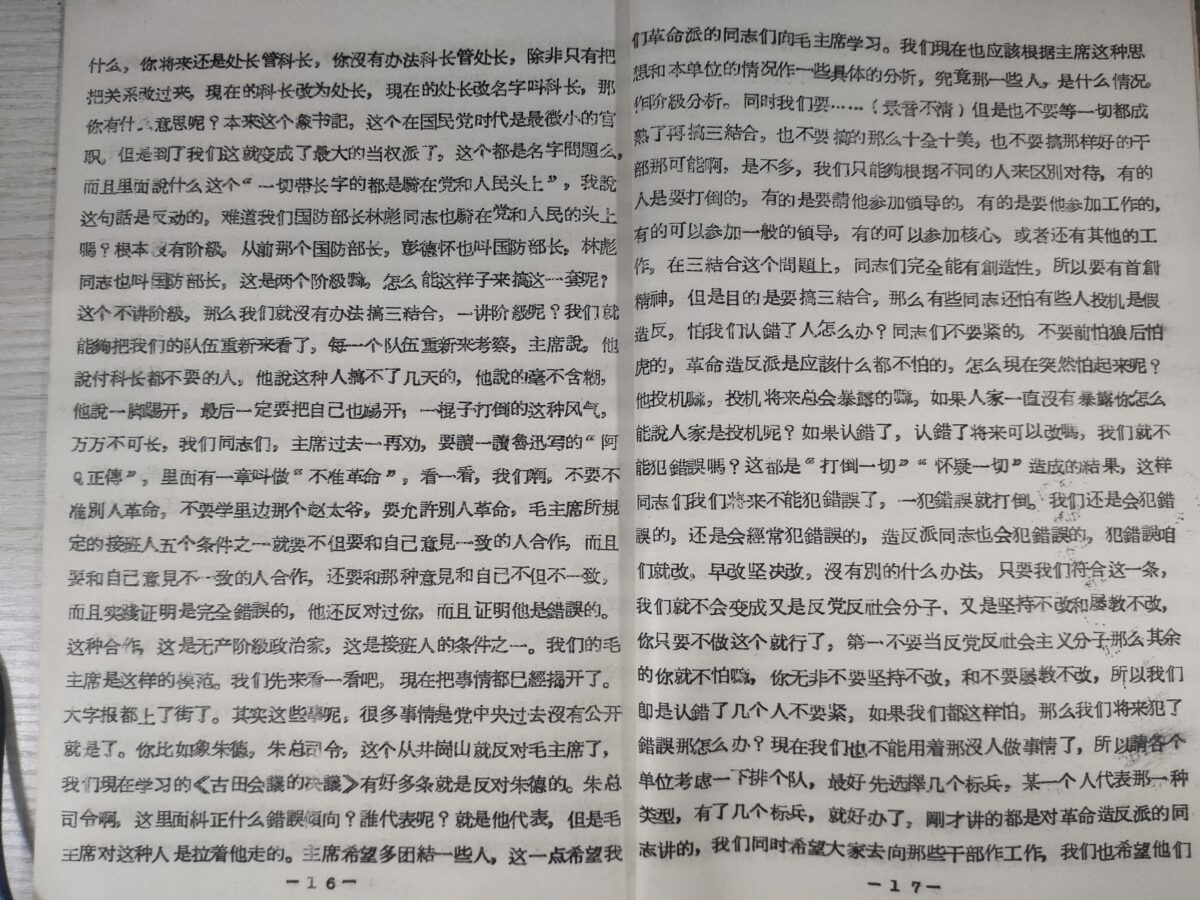 什么，你将来还是处长管科长，你沒有办法科长管处长，除非只有把
把关系改过来，現在的科长改为处长，現在的处长改名字叫科长，那
你有什么意思呢？本来这个象书記，这个在国民党时代是最微小的官
职。但是到了我们这就变成了最大的当权派了，这个都是名字問題么，
而且里面說什么这个“一切带长字的都是騎在党和人民头上”，我說
这句話是反动的，难道我们国防部长林彪同志也騎在党和人民的头上
嗎？根本沒有阶級。从前那个国防部长，彭德怀也叫国防部长，林彪
同志也叫国防部长，这是两个阶級嘛，怎么能这样子来搞这一套呢？
这个不讲阶級，那么我们就沒有办法搞三結合，一讲阶級呢？我们就
能夠把我们的队伍重新来看了，每一个队伍重新来考察，主席說，他
說付科长都不要的人，他說这种人搞不了几天的，他說的毫不含糊，
他說一脚踢开，最后一定要把自己也踢开；一棍子打倒的这种风气，
万万不可长，我们同志们，主席过去一再劝，要讀一讀魯迅写的“阿
Q正傳”，里面有一章叫做“不准革命”，看一看，我们啊。不要不
准別人革命，不要学里边那个赵太爷，要允許別人革命，毛主席所規
定的接班人五个条件之一就要不但要和自己意見一致的人合作，而且
要和自己意見不一致的人合作，还要和那种意見和自己不但不一致，
而且实踐証明是完全錯誤的，他还反对过你，而且証明他是錯誤的。
这种合作，这是无产阶級政治家，这是接班人的条件之一。我们的毛
主席是这样的模范。我们先来看一看吧，現在把事情都已經揭开了。
大字报都上了街了。其实这些事呢，很多事情是党中央过去沒有公开
就是了。你比如象朱德，朱总司令，这个从井崗山就反对毛主席了，
我们現在学习的《古田会議的决議》有好多条就是反对朱德的。朱总
司令啊，这里面糾正什么錯誤傾向？誰代表呢？就是他代表，但是毛
主席对这种人是拉着他走的。主席希望多团結一些人，这一点希望我
—16—
们革命派的同志们向毛主席学习。我们現在也应該根据主席这种思
想和本单位的情况作一些具体的分析，究竟那一些人，是什么情况。
作阶級分析。同时我们要……（录音不清）但是也不要等一切都成
熟了再搞三結合，也不要搞的那么十全十美，也不要搞那样好的干
部那可能啊，是不多，我们只能夠根据不同的人来区別对待，有的
人是要打倒的，有的是要請他参加領导的，有的是要他参加工作的，
有的可以参加一般的領导，有的可以参加核心，或者还有其他的工
作，在三結合这个問題上，同志们完全能有創造性，所以要有首創
精神，但是目的是要搞三結合，那么有些同志还怕有些人投机是假
造反，怕我们认錯了人怎么办？同志们不要紧的，不要前怕狼后怕
虎的，革命造反派是应該什么都不怕的，怎么現在突然怕起来呢？
他投机嘛，投机将来总会暴露的嘛，如果人家一直沒有暴露你怎么
能說人家是投机呢？如果认錯了，认錯了将来可以改嗎，我们就不
能犯錯誤嗎？这都是“打倒一切”“怀疑一切”造成的結果，这样
同志们我们将来不能犯錯誤了，一犯錯誤就打倒。我们还是会犯錯
誤的，还是会經常犯錯誤的，造反派同志也会犯錯誤的，犯錯誤咱
们就改，早改坚决改，沒有別的什么办法，只要我们符合这一条，
我们就不会变成又是反党反社会分子，又是坚持不改和屡教不改，
你只要不做这个就行了，第一不要当反党反社会主义分子那么其余
的你就不怕嘛，你无非不要坚持不改，和不要屡教不改，所以我们
即是认錯了几个人不要紧，如果我们都这样怕，那么我们将来犯了
錯誤那怎么办？現在我们也不能用着那沒人做事情了，所以請各个
单位考虑一下排个队，最好先选擇几个标兵，某一个人代表那一种
类型，有了几个标兵，就好办了，剛才讲的都是对革命造反派的同
志讲的，我们同时希望大家去向那些干部作工作，我们也希望他们
—17—